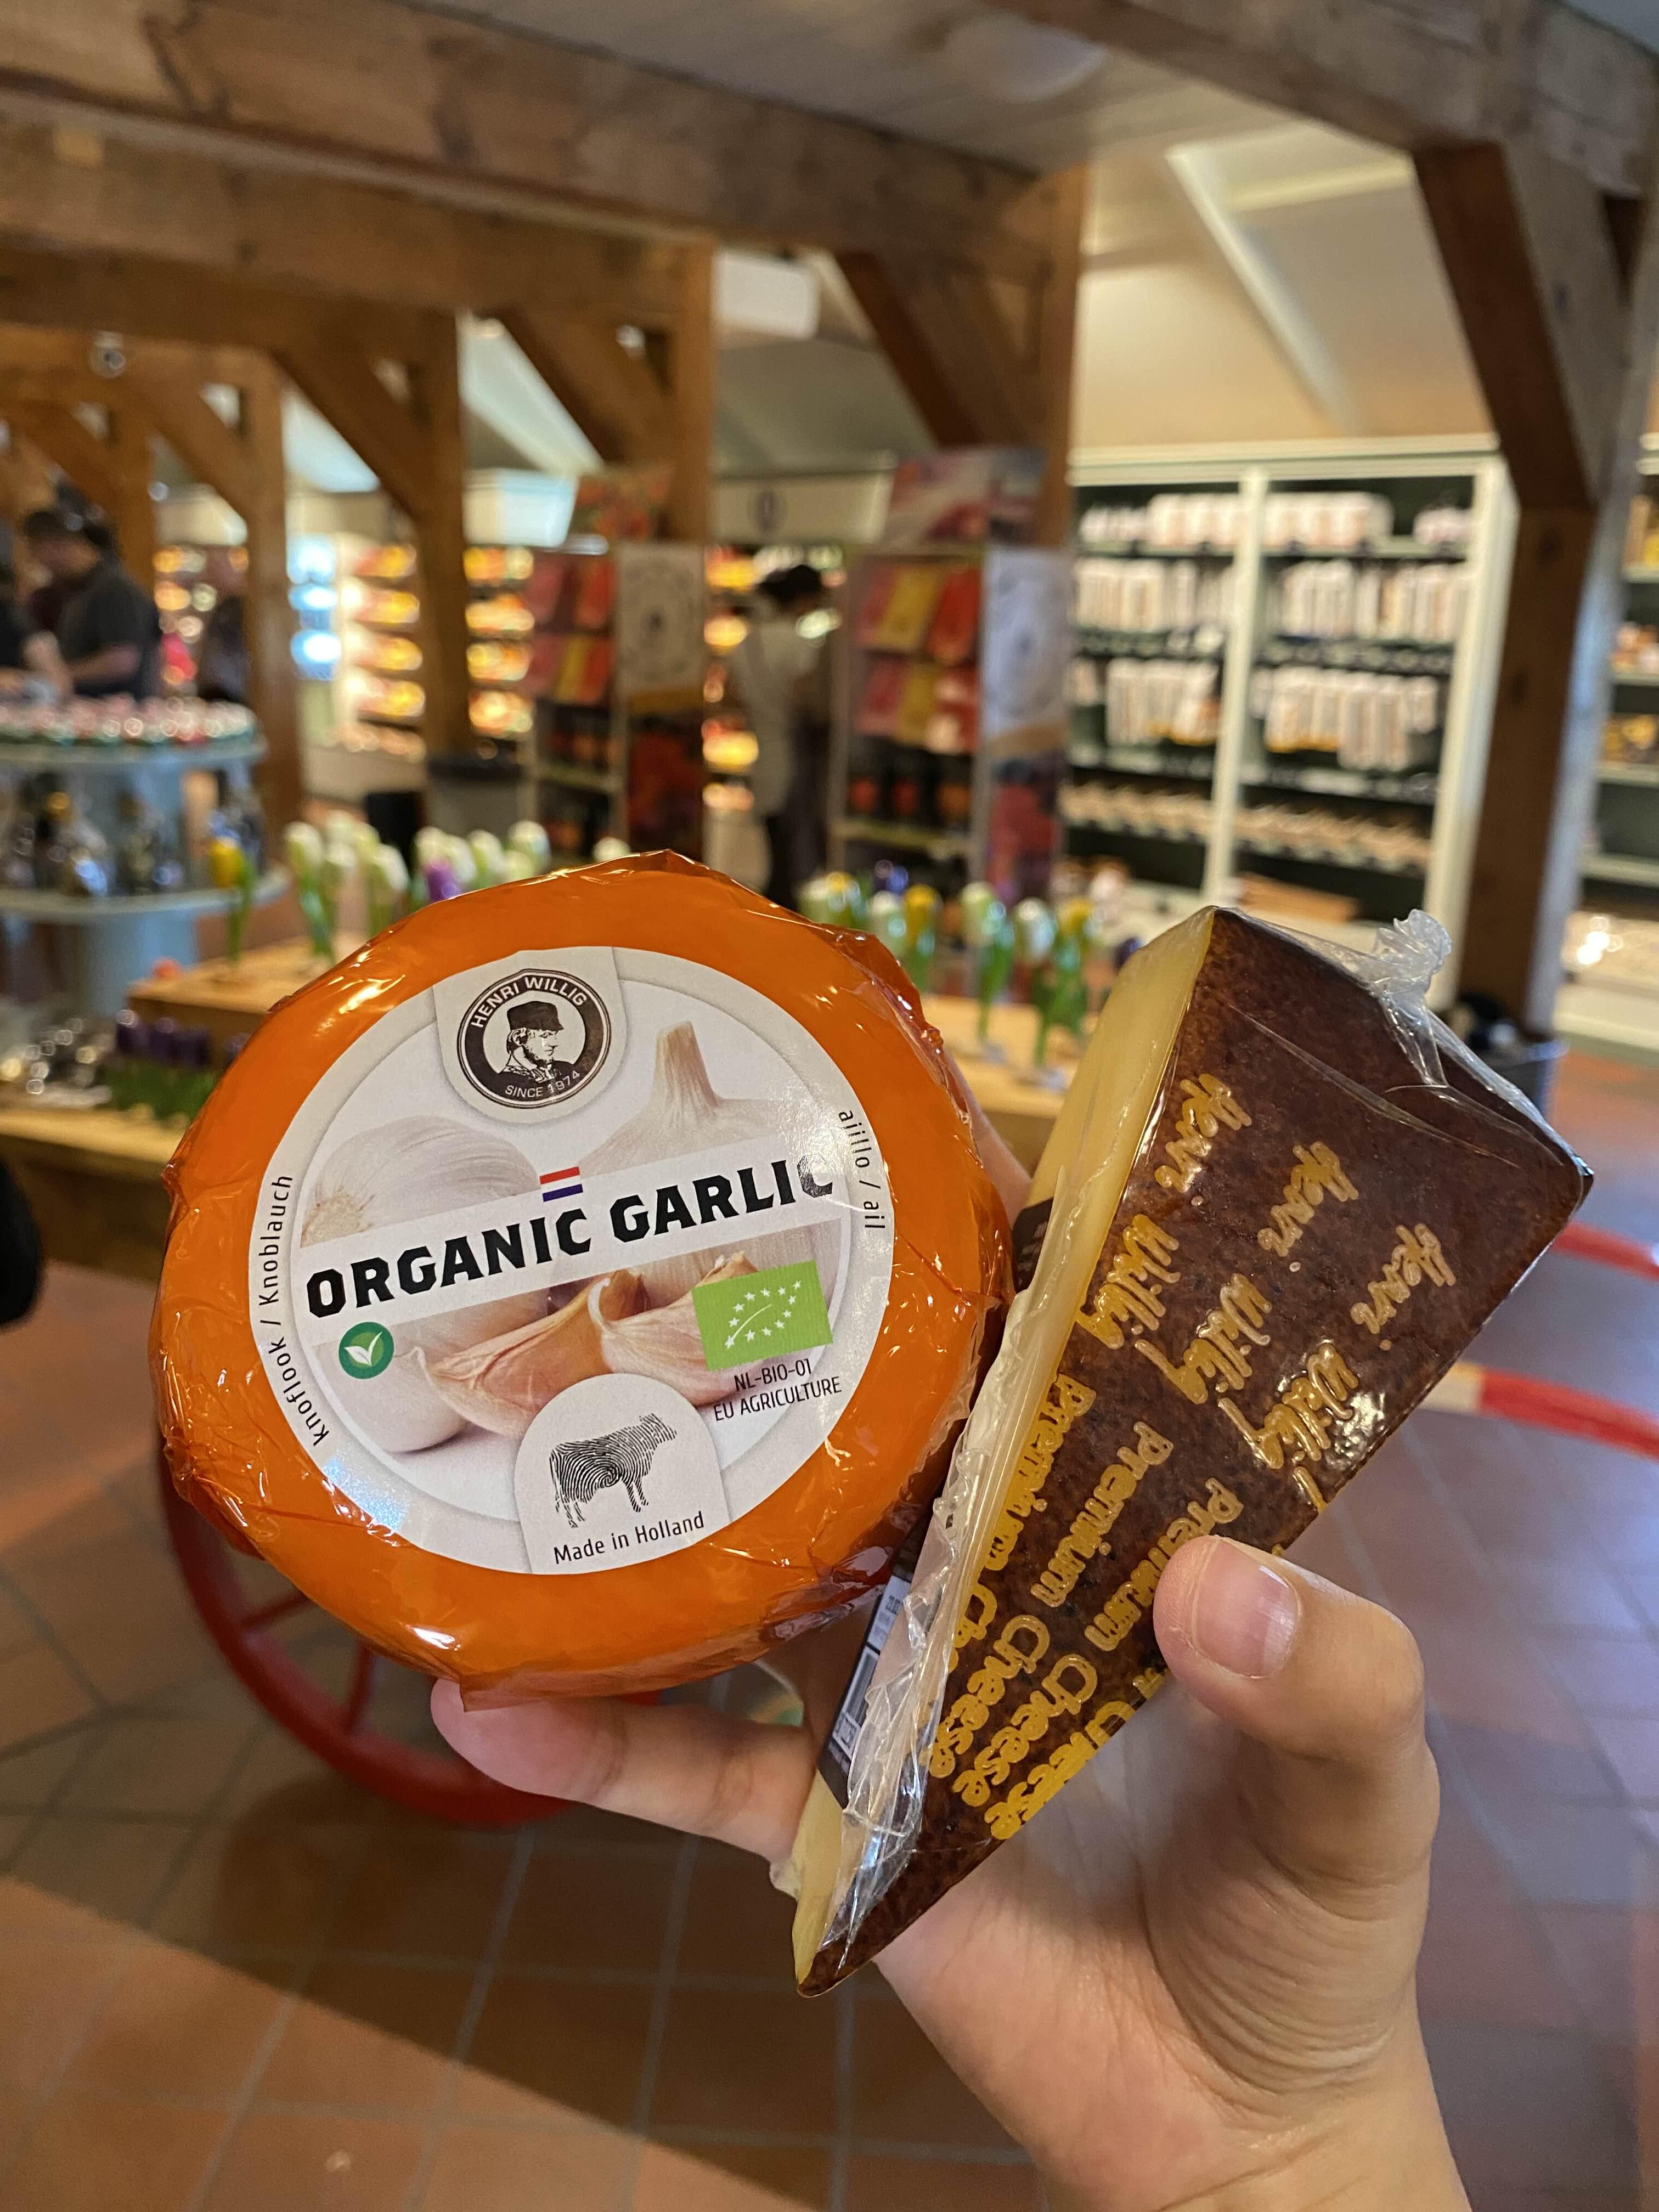 HENRI WILLIG
SINCE 1974
ORGANIC GARLIC
knoflook / Knoblauch
aiillo / ail
NL-BIO-01
EU AGRICULTURE
Made in Holland
Henri Willig Premium Cheese
Henri Willig Premium Cheese
Henri Willig Premium Cheese